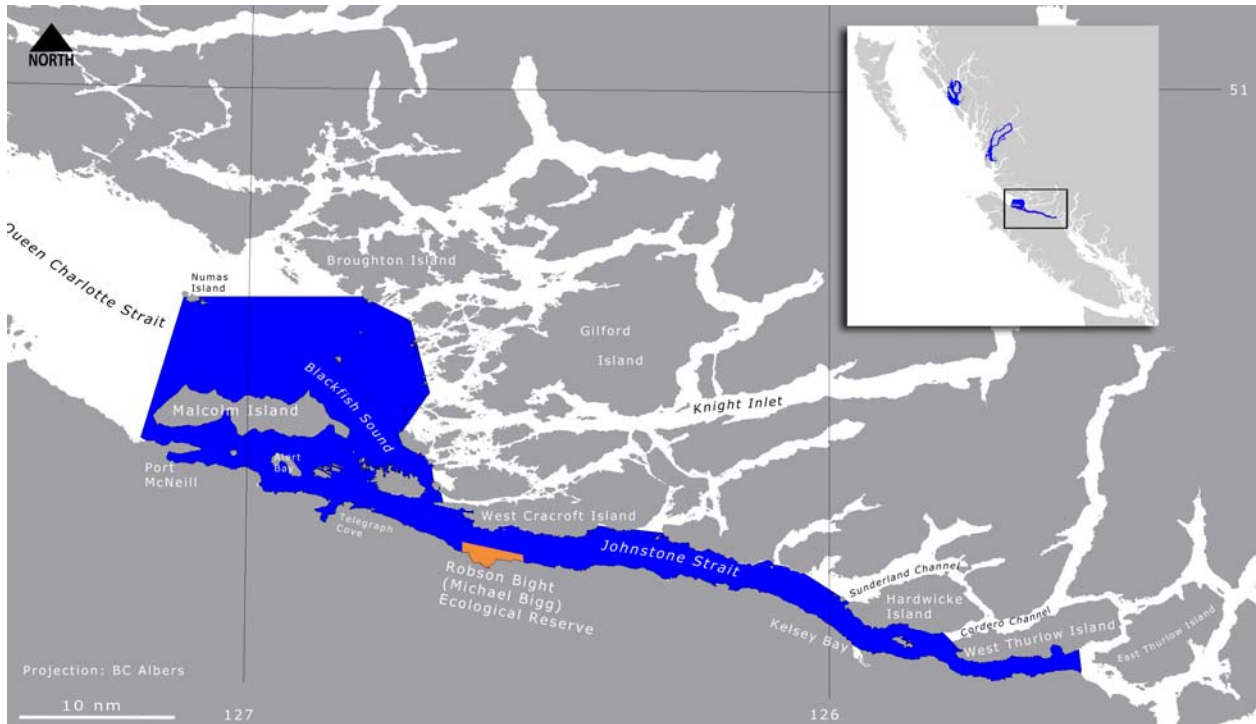 NORTH
51
Queen Charlotte Strait
Numas
Island
Broughton Island
Gilford
Island
Blackfish Sound
Malcolm Island
Knight Inlet
Alert
Bay
Port
McNeill
Telegraph
Cove
West Cracroft Island
Johnstone Strait
Robson Bight
(Michael Bigg)
Ecological Reserve
Sunderland Channel
Hardwicke
Island
Cordero Channel
Kelsey Bay
West Thurlow Island
East Thurlow Island
Projection: BC Albers
10 nm
127
126